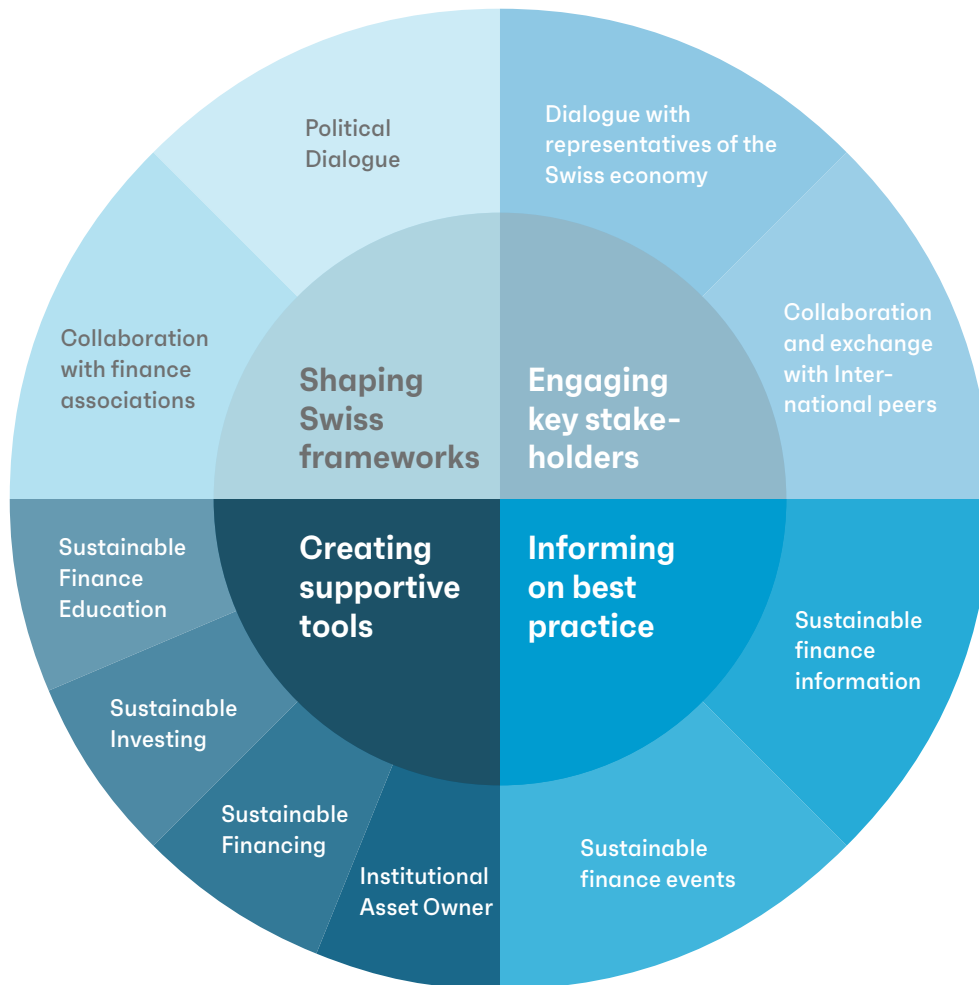 Political
Dialogue
Dialogue with
representatives of the
Swiss economy
Collaboration
with finance
associations
Collaboration
and exchange
with Inter-
national peers
Shaping
Swiss
frameworks
Engaging
key stake-
holders
Creating
supportive
tools
Informing
on best
practice
Sustainable
Finance
Education
Sustainable
Investing
Sustainable
Financing
Institutional
Asset Owner
Sustainable
finance
information
Sustainable
finance events